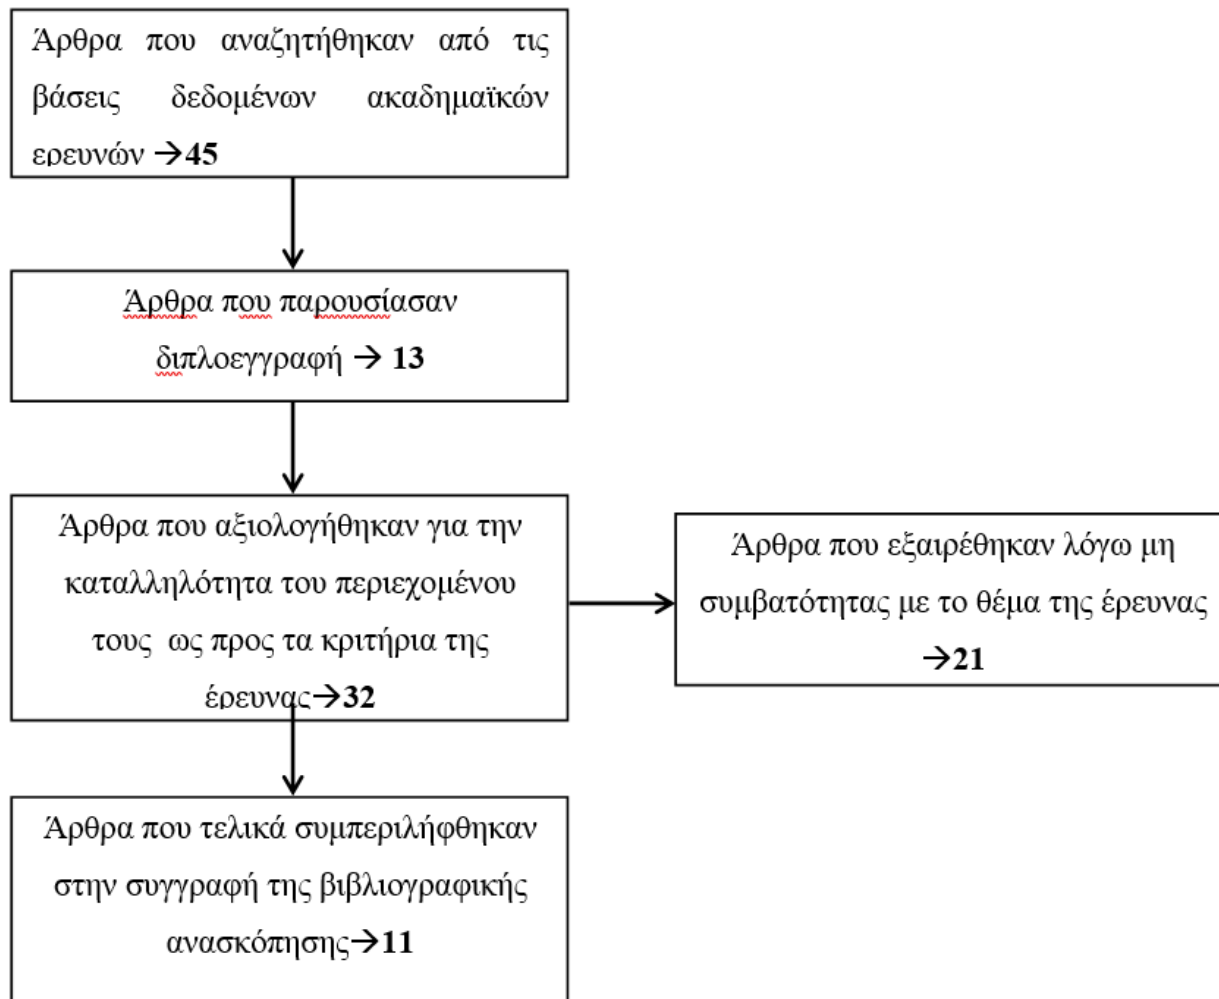 Άρθρα που αναζητήθηκαν από τις
βάσεις δεδομένων ακαδημαϊκών
ερευνών →45
Άρθρα που παρουσίασαν
διπλοεγγραφή → 13
Άρθρα που αξιολογήθηκαν για την
καταλληλότητα του περιεχομένου
τους ως προς τα κριτήρια της
έρευνας→32
Άρθρα που εξαιρέθηκαν λόγω μη
συμβατότητας με το θέμα της έρευνας
→21
Άρθρα που τελικά συμπεριλήφθηκαν
στην συγγραφή της βιβλιογραφικής
ανασκόπησης→11